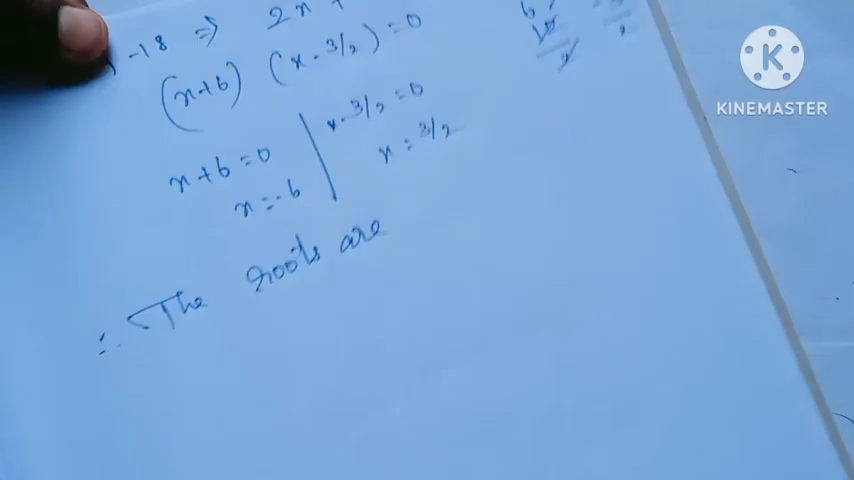 -18 ⇒ 2x
(x+6) (x-3/2)=0
x+6=0 | x-3/2=0
x=-6 | x=3/2
∴ The roots are
KINEMASTER